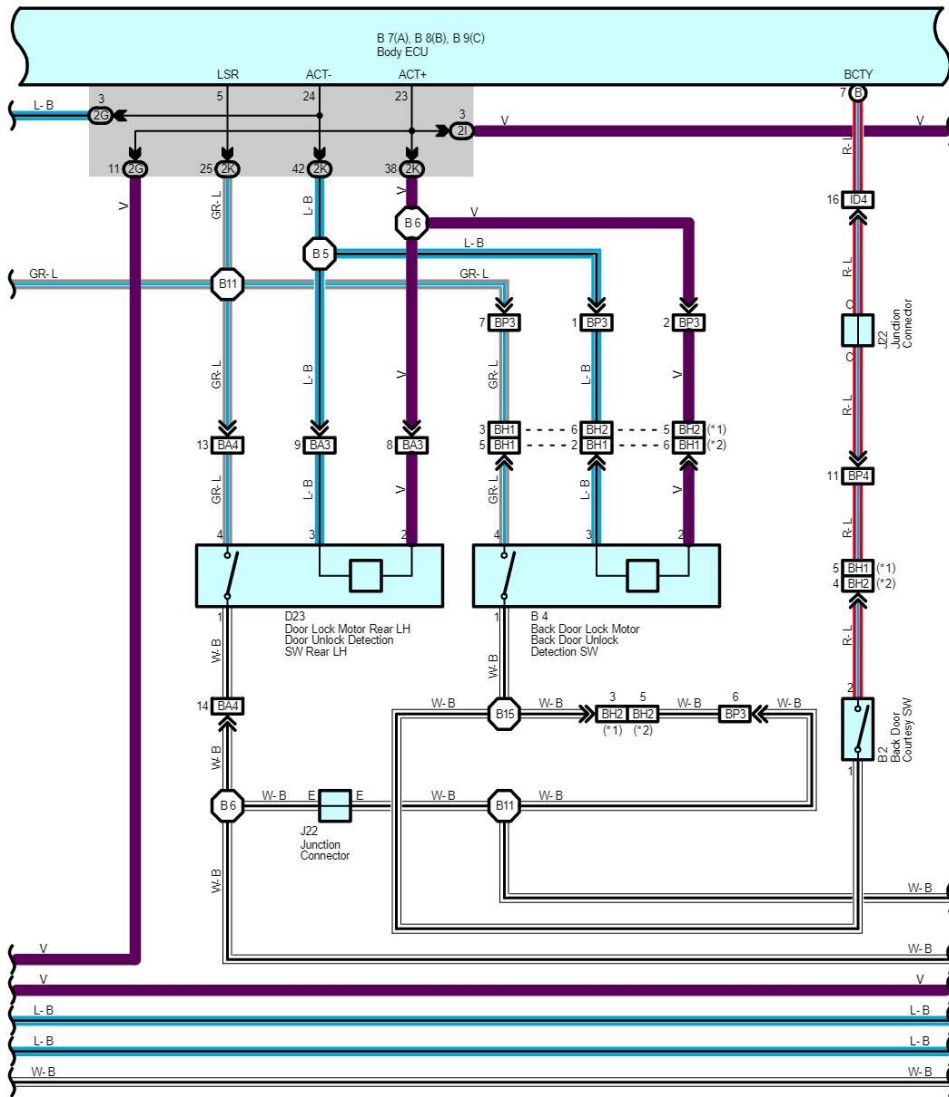 B 7(A), B 8(B), B 9(C)
Body ECU
LSR ACT- ACT+ BCTY
5 24 23 7 B
L- B 3 2G 3 2I V V
11 2G 25 2K 42 2K 38 2K
R- L
V GR- L L- B V
16 ID4
B 6 V
B 5 L- B
R- L
GR- L B11 GR- L
C
7 BP3 1 BP3 2 BP3
J22
Junction
Connector
C
GR- L L- B V GR- L L- B V
R- L
3 BH1 6 BH2 5 BH2 (*1)
5 BH1 2 BH1 6 BH1 (*2)
13 BA4 9 BA3 8 BA3
11 BP4
GR- L L- B V GR- L L- B V
R- L
4 3 2 4 3 2
5 BH1 (*1)
4 BH2 (*2)
1 1
D23
Door Lock Motor Rear LH
Door Unlock Detection
SW Rear LH
B 4
Back Door Lock Motor
Back Door Unlock
Detection SW
R- L
W- B W- B
2
B 2
Back Door
Courtesy SW
1
14 BA4
W- B B15 W- B 3 5 W- B 6 W- B
BH2 BH2 BP3
(*1) (*2)
W- B
B 6 W- B E E W- B B11 W- B
J22
Junction
Connector
W- B
W- B
V W- B
V V
L- B L- B
L- B L- B
W- B W- B